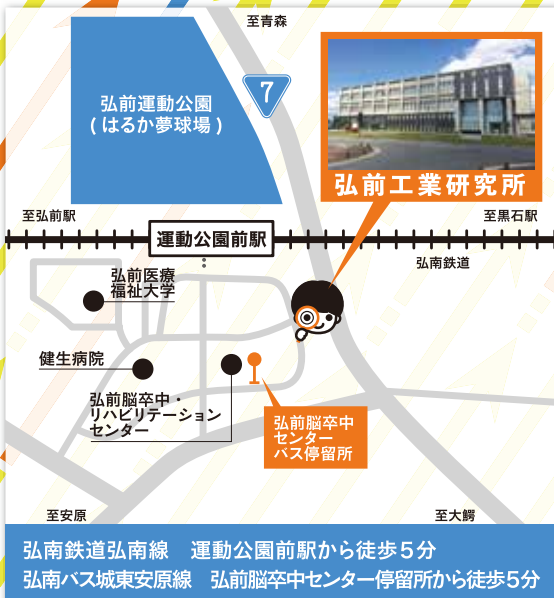 至青森
弘前運動公園
(はるか夢球場)
7
弘前工業研究所
至弘前駅
至黒石駅
運動公園前駅
弘南鉄道
弘前医療
福祉大学
健生病院
弘前脳卒中・
リハビリテーション
センター
弘前脳卒中
センター
バス停留所
至安原
至大鰐
弘南鉄道弘南線 運動公園前駅から徒歩5分
弘南バス城東安原線 弘前脳卒中センター停留所から徒歩5分